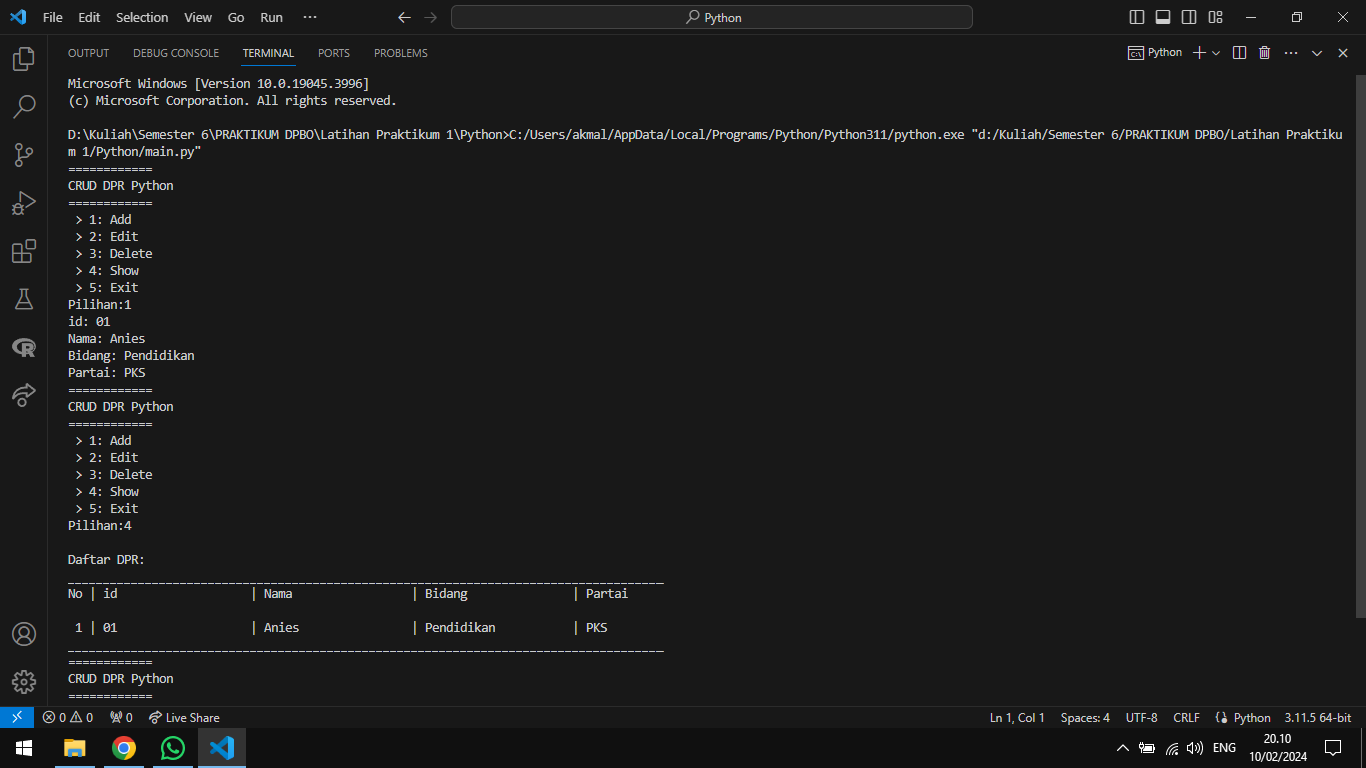 File Edit Selection View Go Run ··· Python
OUTPUT DEBUG CONSOLE TERMINAL PORTS PROBLEMS Python
Microsoft Windows [Version 10.0.19045.3996]
(c) Microsoft Corporation. All rights reserved.
D:\Kuliah\Semester 6\PRAKTIKUM DPBO\Latihan Praktikum 1\Python>C:/Users/akmal/AppData/Local/Programs/Python/Python311/python.exe "d:/Kuliah/Semester 6/PRAKTIKUM DPBO/Latihan Praktiku
m 1/Python/main.py"
============
CRUD DPR Python
============
> 1: Add
> 2: Edit
> 3: Delete
> 4: Show
> 5: Exit
Pilihan:1
id: 01
Nama: Anies
Bidang: Pendidikan
Partai: PKS
============
CRUD DPR Python
============
> 1: Add
> 2: Edit
> 3: Delete
> 4: Show
> 5: Exit
Pilihan:4
Daftar DPR:
_____________________________________________________________________________________
No | id | Nama | Bidang | Partai
1 | 01 | Anies | Pendidikan | PKS
_____________________________________________________________________________________
============
CRUD DPR Python
============
0 0 0 Live Share Ln 1, Col 1 Spaces: 4 UTF-8 CRLF Python 3.11.5 64-bit
ENG 20.10
10/02/2024